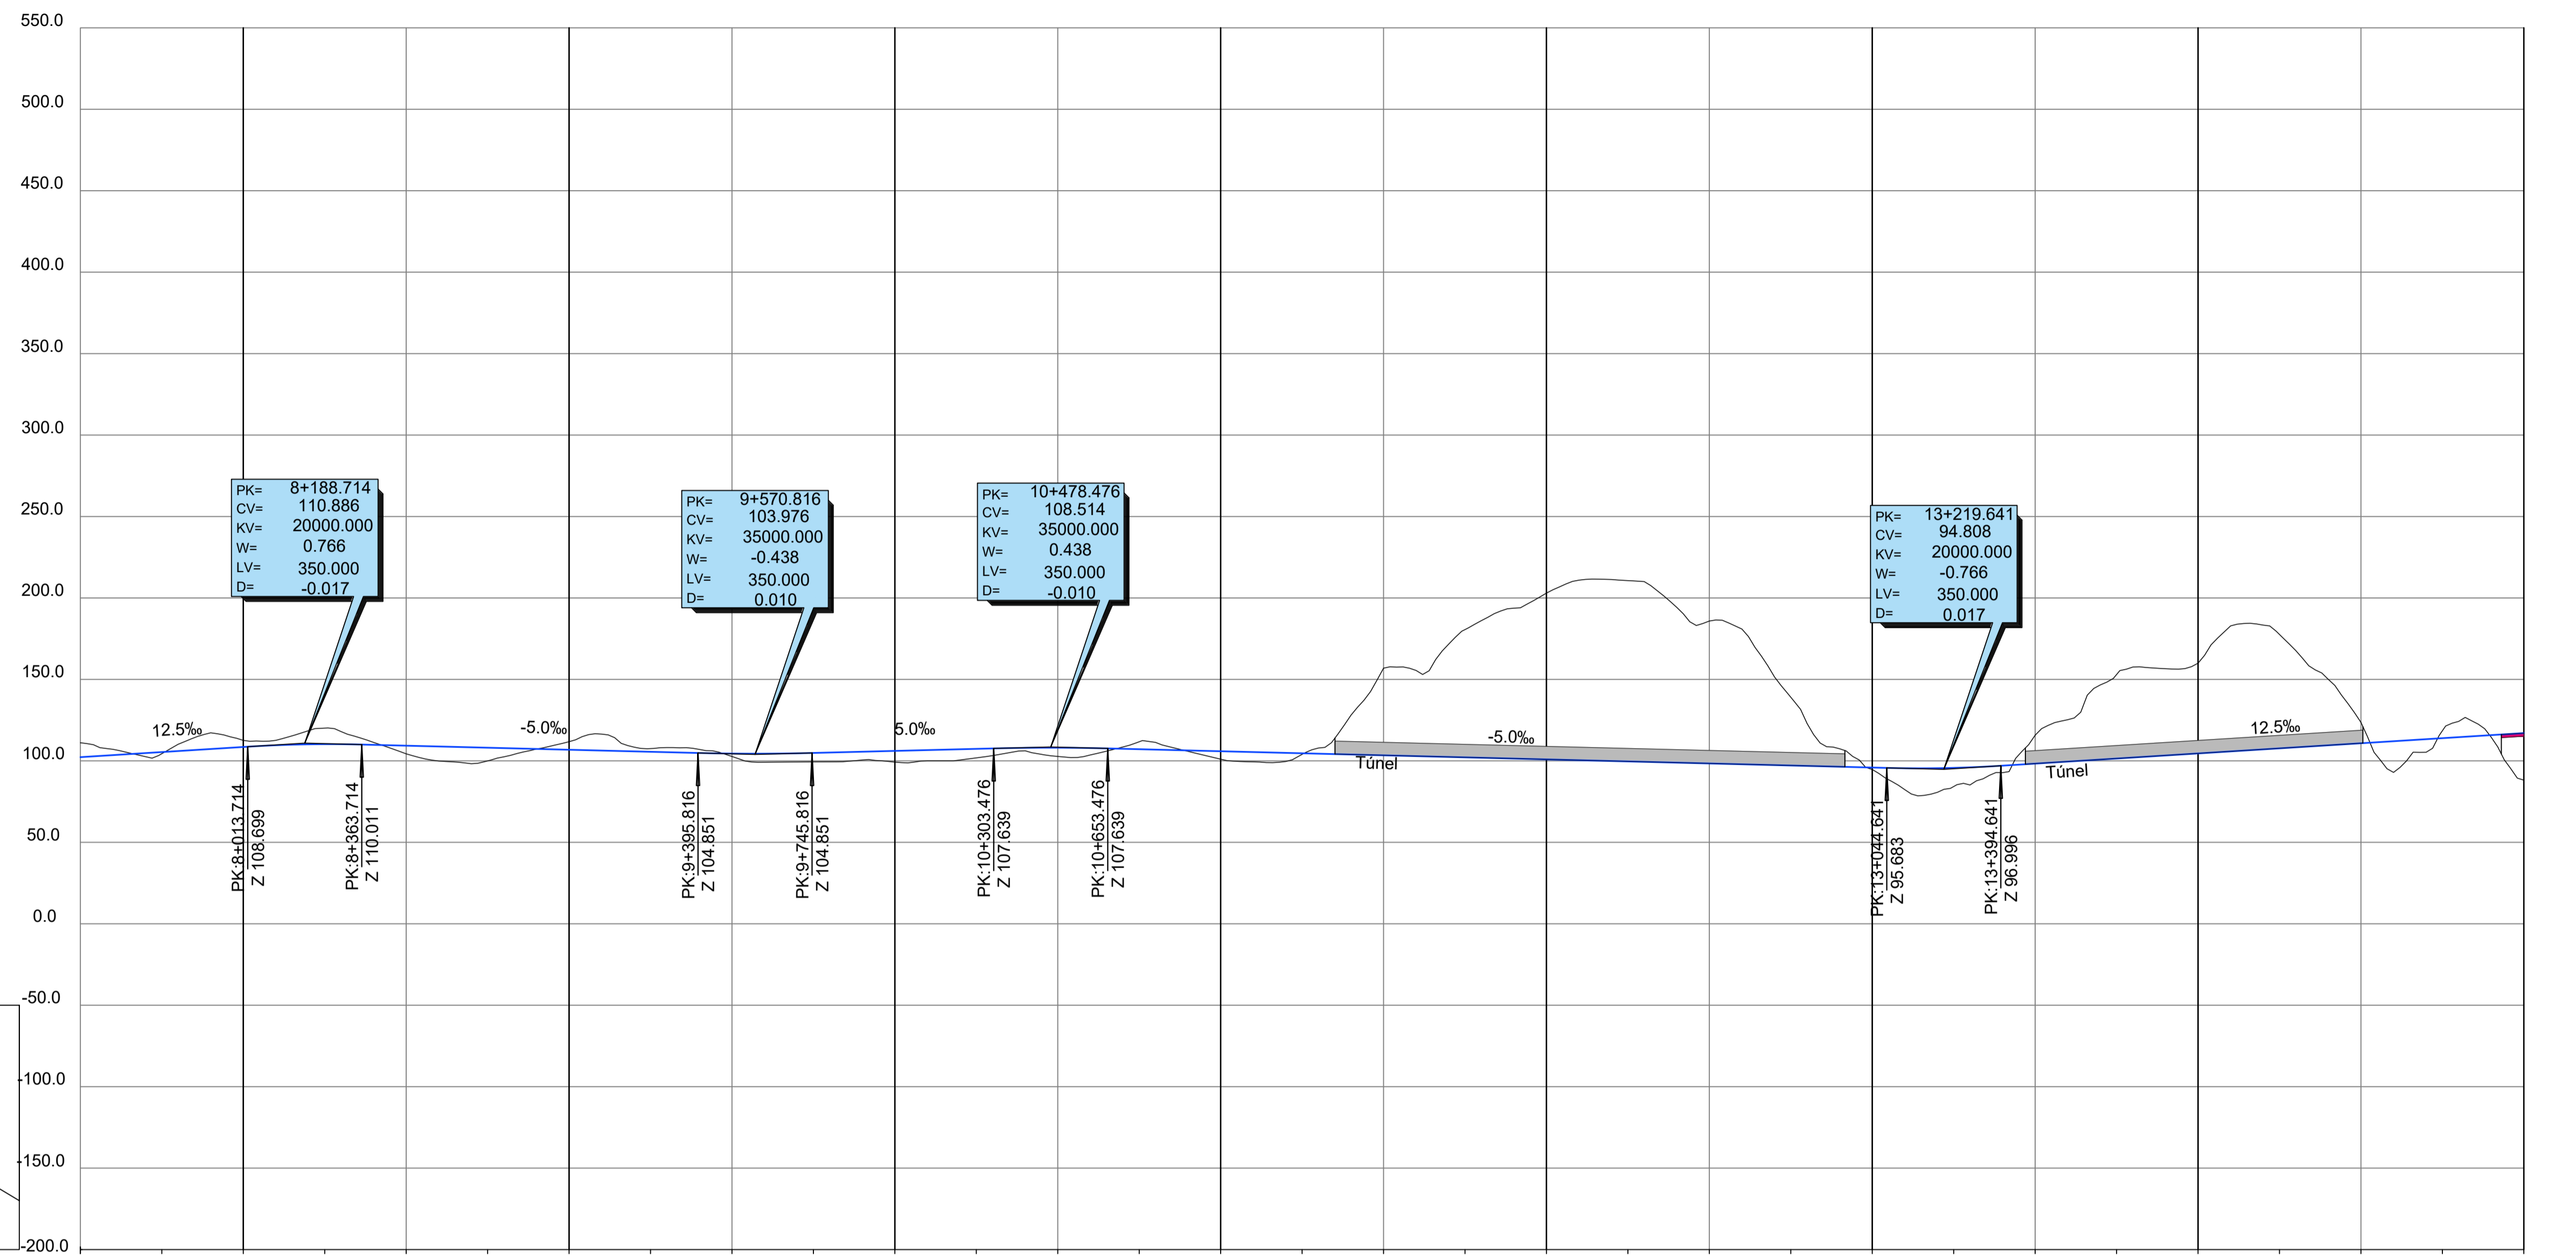 550.0
500.0
450.0
400.0
350.0
300.0
250.0
200.0
150.0
100.0
50.0
0.0
-50.0
-100.0
-150.0
-200.0
PK= 8+188.714
CV= 110.886
KV= 20000.000
W= 0.766
LV= 350.000
D= -0.017
PK= 9+570.816
CV= 103.976
KV= 35000.000
W= -0.438
LV= 350.000
D= 0.010
PK= 10+478.476
CV= 108.514
KV= 35000.000
W= 0.438
LV= 350.000
D= -0.010
PK= 13+219.641
CV= 94.808
KV= 20000.000
W= -0.766
LV= 350.000
D= 0.017
12.5‰
-5.0‰
5.0‰
-5.0‰
12.5‰
Túnel
Túnel
PK:8+013.714
Z 108.699
PK:8+363.714
Z 110.011
PK:9+395.816
Z 104.851
PK:9+745.816
Z 104.851
PK:10+303.476
Z 107.639
PK:10+653.476
Z 107.639
PK:13+044.641
Z 95.683
PK:13+394.641
Z 96.996